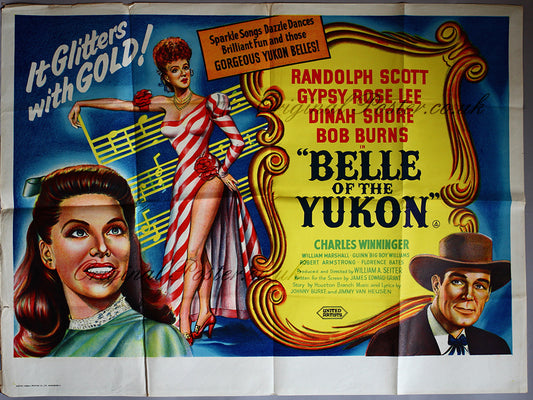 It Glitters
with GOLD!
Sparkle Songs Dazzle Dances
Brilliant Fun and those
GORGEOUS YUKON BELLES!
RANDOLPH SCOTT
GYPSY ROSE LEE
DINAH SHORE
BOB BURNS
IN
"BELLE
OF THE
YUKON"
CHARLES WINNINGER
WILLIAM MARSHALL · GUINN 'BIG BOY' WILLIAMS
ROBERT ARMSTRONG · FLORENCE BATES
Produced and Directed by WILLIAM A. SEITER
Written for the Screen by JAMES EDWARD GRANT
Story by Houston Branch Music and Lyrics by
JOHNNY BURKE and JIMMY VAN HEUSEN
UNITED
ARTISTS